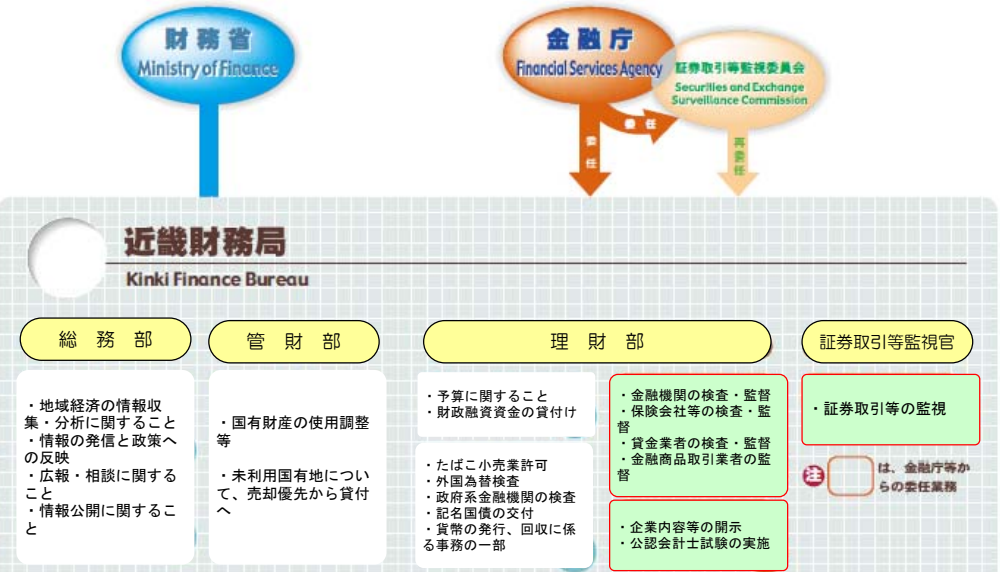 財務省
Ministry of Finance
金融庁
Financial Services Agency
証券取引等監視委員会
Securities and Exchange
Surveillance Commission
委任
委任
再委任
近畿財務局
Kinki Finance Bureau
総務部
・地域経済の情報収
集・分析に関すること
・情報の発信と政策へ
の反映
・広報・相談に関する
こと
・情報公開に関するこ
と
管財部
・国有財産の使用調整
等
・未利用国有地につい
て、売却優先から貸付
へ
理財部
・予算に関すること
・財政融資資金の貸付け
・たばこ小売業許可
・外国為替検査
・政府系金融機関の検査
・記名国債の交付
・貨幣の発行、回収に係
る事務の一部
・金融機関の検査・監督
・保険会社等の検査・監
督
・貸金業者の検査・監督
・金融商品取引業者の監
督
・企業内容等の開示
・公認会計士試験の実施
証券取引等監視官
・証券取引等の監視
注
は、金融庁等か
らの委任業務